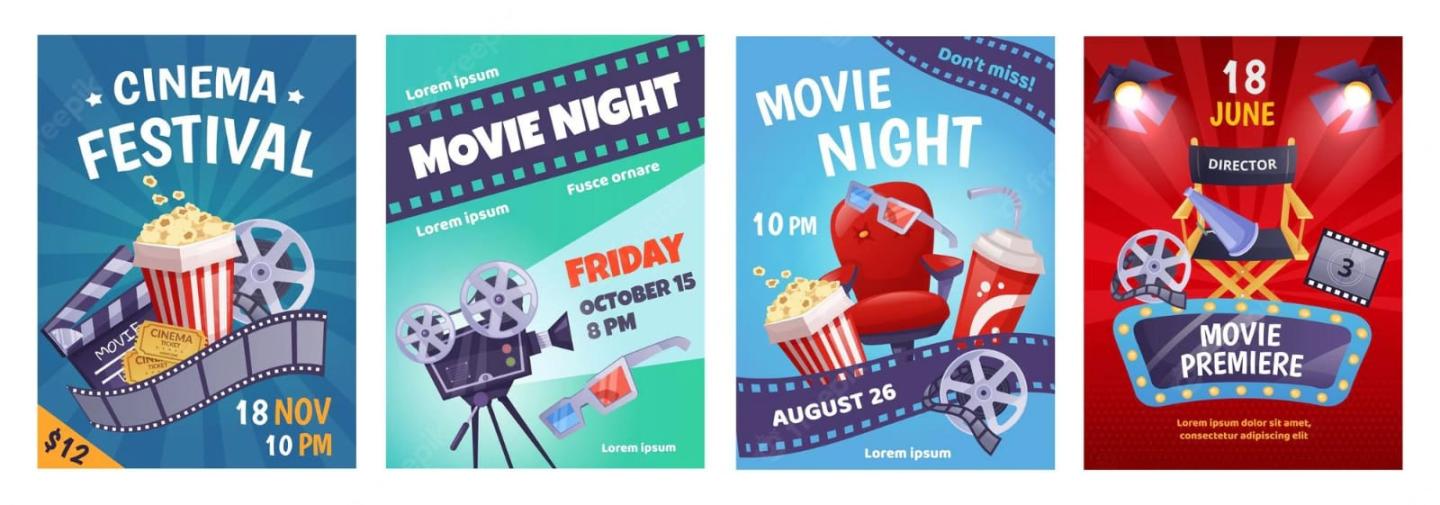 CINEMA
FESTIVAL
MOVIE
CINEMA
TICKET
$12
18 NOV
10 PM
Lorem ipsum
MOVIE NIGHT
Fusce ornare
Lorem ipsum
FRIDAY
OCTOBER 15
8 PM
Lorem ipsum
Don't miss!
MOVIE
NIGHT
10 PM
AUGUST 26
Lorem ipsum
18
JUNE
DIRECTOR
3
MOVIE
PREMIERE
Lorem ipsum dolor sit amet,
consectetur adipiscing elit